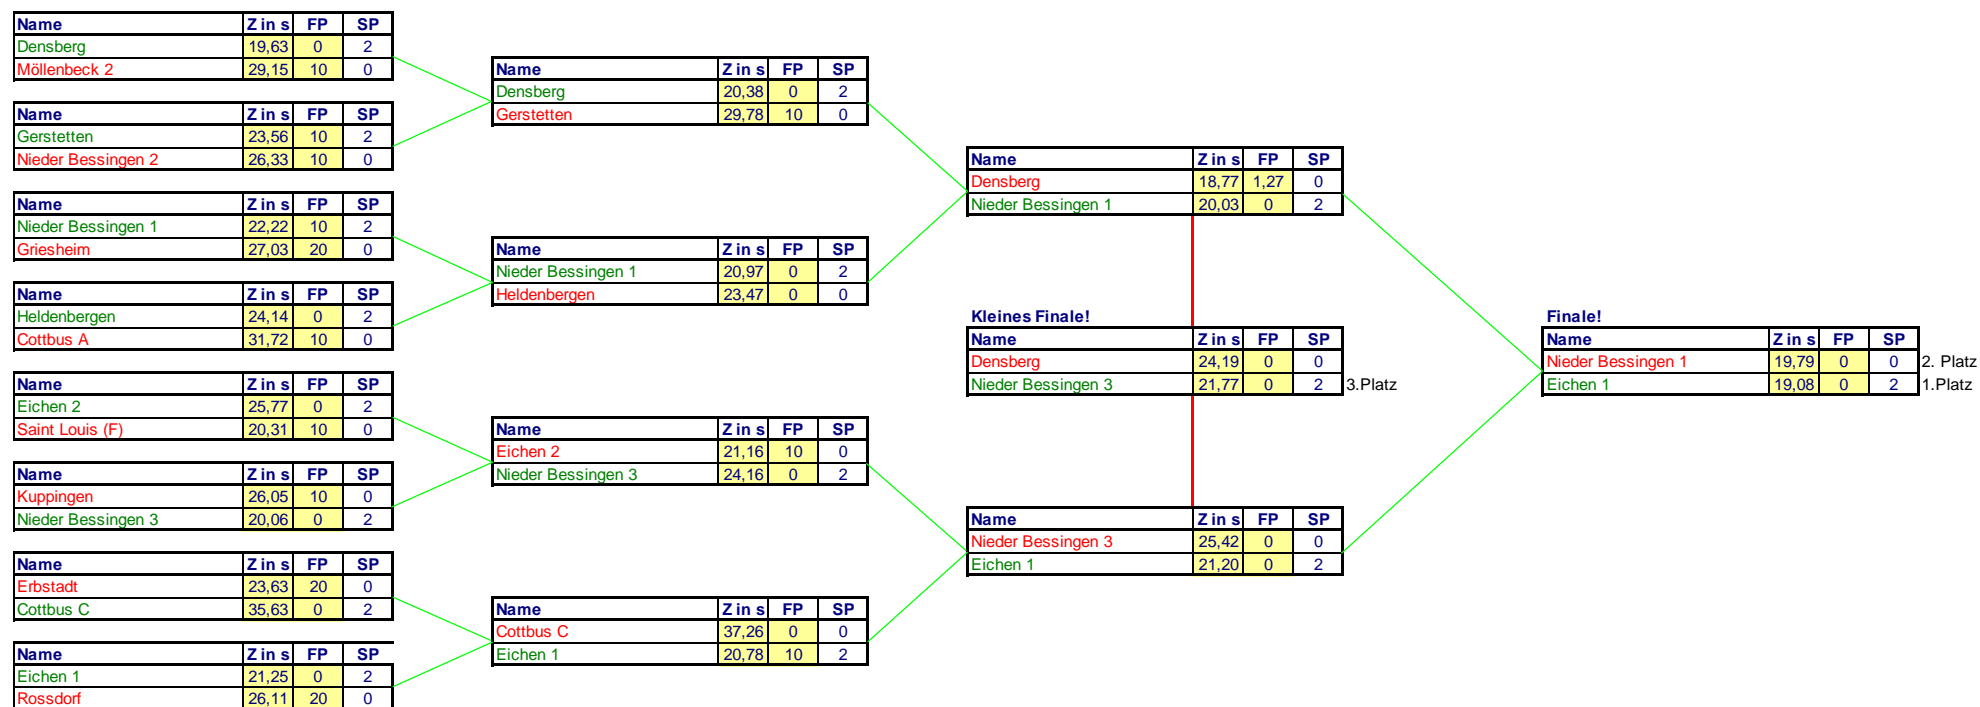 Name Z in s FP SP
Densberg 19,63 0 2
Möllenbeck 2 29,15 10 0
Name Z in s FP SP
Gerstetten 23,56 10 2
Nieder Bessingen 2 26,33 10 0
Name Z in s FP SP
Nieder Bessingen 1 22,22 10 2
Griesheim 27,03 20 0
Name Z in s FP SP
Heldenbergen 24,14 0 2
Cottbus A 31,72 10 0
Name Z in s FP SP
Eichen 2 25,77 0 2
Saint Louis (F) 20,31 10 0
Name Z in s FP SP
Kuppingen 26,05 10 0
Nieder Bessingen 3 20,06 0 2
Name Z in s FP SP
Erbstadt 23,63 20 0
Cottbus C 35,63 0 2
Name Z in s FP SP
Eichen 1 21,25 0 2
Rossdorf 26,11 20 0
Name Z in s FP SP
Densberg 20,38 0 2
Gerstetten 29,78 10 0
Name Z in s FP SP
Nieder Bessingen 1 20,97 0 2
Heldenbergen 23,47 0 0
Name Z in s FP SP
Eichen 2 21,16 10 0
Nieder Bessingen 3 24,16 0 2
Name Z in s FP SP
Cottbus C 37,26 0 0
Eichen 1 20,78 10 2
Name Z in s FP SP
Densberg 18,77 1,27 0
Nieder Bessingen 1 20,03 0 2
Kleines Finale!
Name Z in s FP SP
Densberg 24,19 0 0
Nieder Bessingen 3 21,77 0 2 3.Platz
Name Z in s FP SP
Nieder Bessingen 3 25,42 0 0
Eichen 1 21,20 0 2
Finale!
Name Z in s FP SP
Nieder Bessingen 1 19,79 0 0 2. Platz
Eichen 1 19,08 0 2 1.Platz